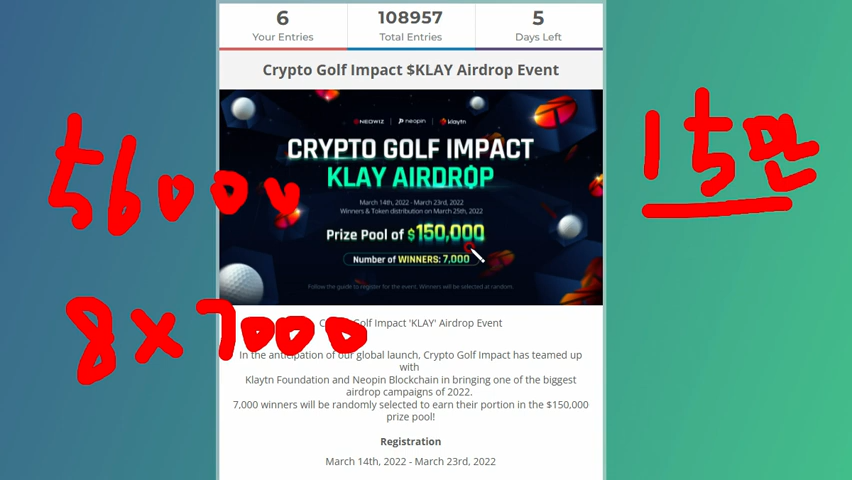 6
Your Entries
108957
Total Entries
5
Days Left
Crypto Golf Impact $KLAY Airdrop Event
NEOWIZ | neopin | klaytn
CRYPTO GOLF IMPACT
KLAY AIRDROP
March 14th, 2022 - March 23rd, 2022
Winners & Token distribution on March 25th, 2022
Prize Pool of $150,000
Number of WINNERS: 7,000
Follow the guide to register for the event. Winners will be selected at random.
56000
15만
8x7000
Golf Impact 'KLAY' Airdrop Event
In the anticipation of our global launch, Crypto Golf Impact has teamed up
with
Klaytn Foundation and Neopin Blockchain in bringing one of the biggest
airdrop campaigns of 2022.
7,000 winners will be randomly selected to earn their portion in the $150,000
prize pool!
Registration
March 14th, 2022 - March 23rd, 2022